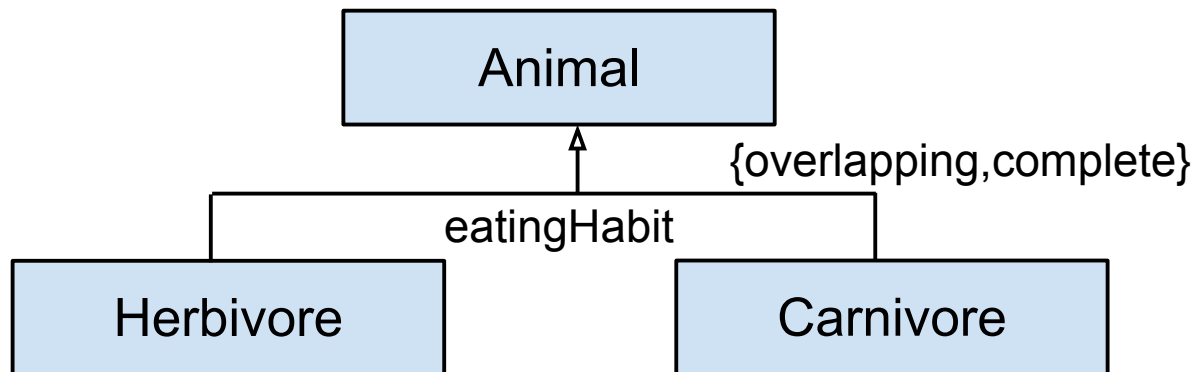 Animal
{overlapping,complete}
eatingHabit
Herbivore
Carnivore